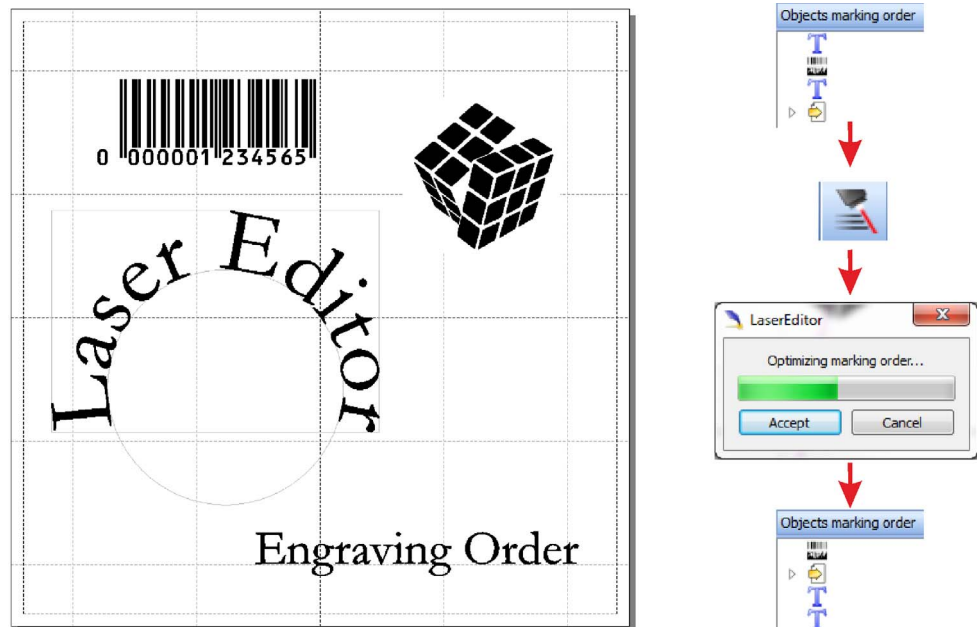 0 000001 234565
Laser Editor
Engraving Order
Objects marking order
T
T
LaserEditor
Optimizing marking order...
Accept Cancel
Objects marking order
T
T